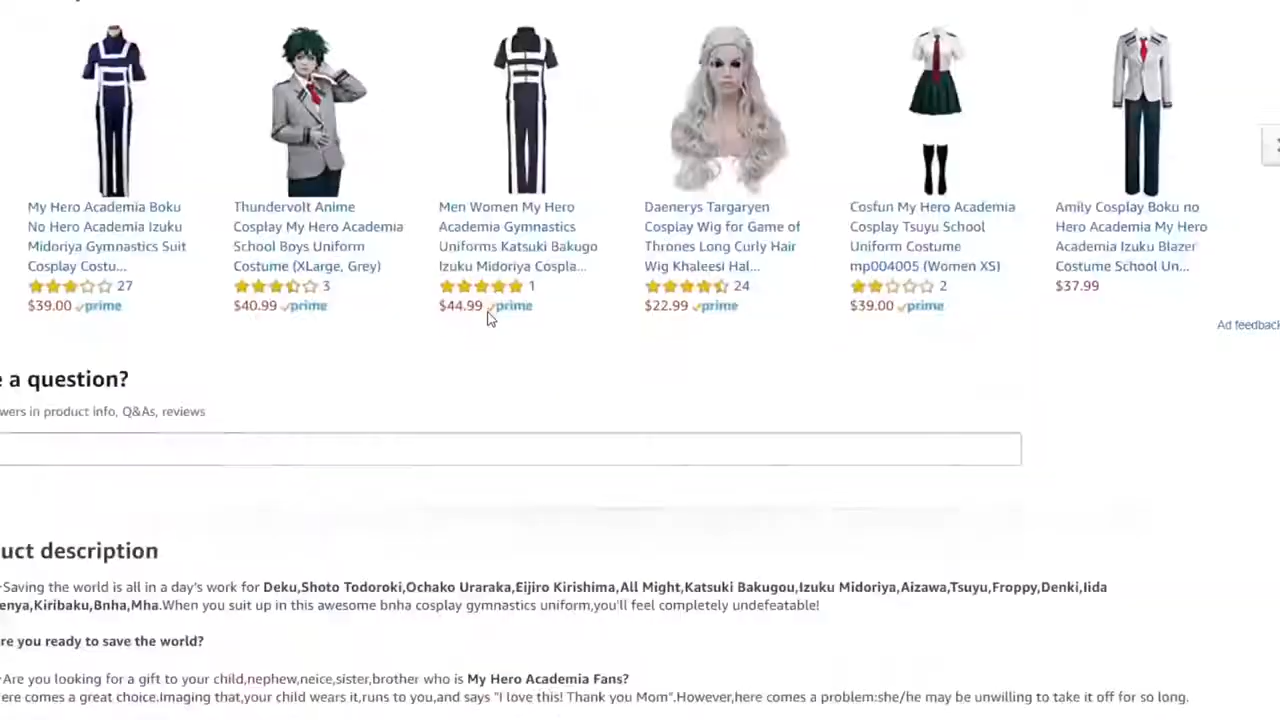 My Hero Academia Boku
No Hero Academia Izuku
Midoriya Gymnastics Suit
Cosplay Costu...
27
$39.00 prime
Thundervolt Anime
Cosplay My Hero Academia
School Boys Uniform
Costume (XLarge, Grey)
3
$40.99 prime
Men Women My Hero
Academia Gymnastics
Uniforms Katsuki Bakugo
Izuku Midoriya Cospla...
1
$44.99 prime
Daenerys Targaryen
Cosplay Wig for Game of
Thrones Long Curly Hair
Wig Khaleesi Hal...
24
$22.99 prime
Cosfun My Hero Academia
Cosplay Tsuyu School
Uniform Costume
mp004005 (Women XS)
2
$39.00 prime
Amily Cosplay Boku no
Hero Academia My Hero
Academia Izuku Blazer
Costume School Un...
$37.99
Ad feedback
e a question?
wers in product info, Q&As, reviews
uct description
-Saving the world is all in a day's work for Deku,Shoto Todoroki,Ochako Uraraka,Eijiro Kirishima,All Might,Katsuki Bakugou,Izuku Midoriya,Aizawa,Tsuyu,Froppy,Denki,Iida
enya,Kiribaku,Bnha,Mha.When you suit up in this awesome bnha cosplay gymnastics uniform,you'll feel completely undefeatable!
re you ready to save the world?
-Are you looking for a gift to your child,nephew,neice,sister,brother who is My Hero Academia Fans?
ere comes a great choice.Imaging that,your child wears it,runs to you,and says "I love this! Thank you Mom".However,here comes a problem:she/he may be unwilling to take it off for so long.